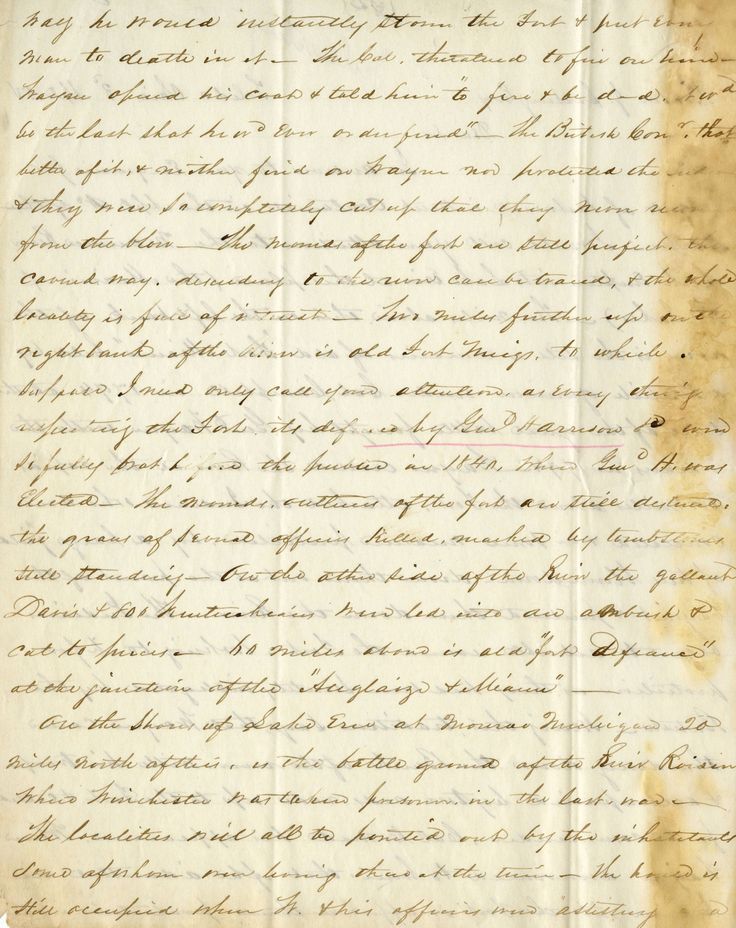 way he would instantly storm the Fort & put every
man to death in it – The Col. threatened to fire on him –
Wayne opened his coat & told him "to fire & be d–d. it wd
be the last shot he wd ever order fired" – The British Comr. thot
better of it, & neither fired on Wayne nor protected the
& they were so completely cut up that they never
from the blow – The mounds of the fort are still perfect. the
covered way. descending to the river can be traced, & the whole
locality is full of interest – Two miles further up on the
right bank of the river is old Fort Meigs, to which.
suppose I need only call your attention, as every thing
respecting the Fort its defence by Genl Harrison &c were
so fully brot before the public in 1840, when Genl H. was
Elected – The mounds, outlines of the fort are still distinct.
the graves of several officers killed, marked by tombstones
still standing – On the other side of the River the gallant
Davis & 800 Kentuckians were led into an ambush &
cut to pieces – 60 miles above is old "fort Defiance"
at the junction of the "Auglaize & Miami" –
On the Shores of Lake Erie at Monroe Michigan 20
miles north of this, is the battle ground of the River Raisin
where Winchester was taken prisoner in the last war –
The localities will all be pointed out by the inhabitants
some of whom were living there at the time – the house is
still occupied where W. & his officers were